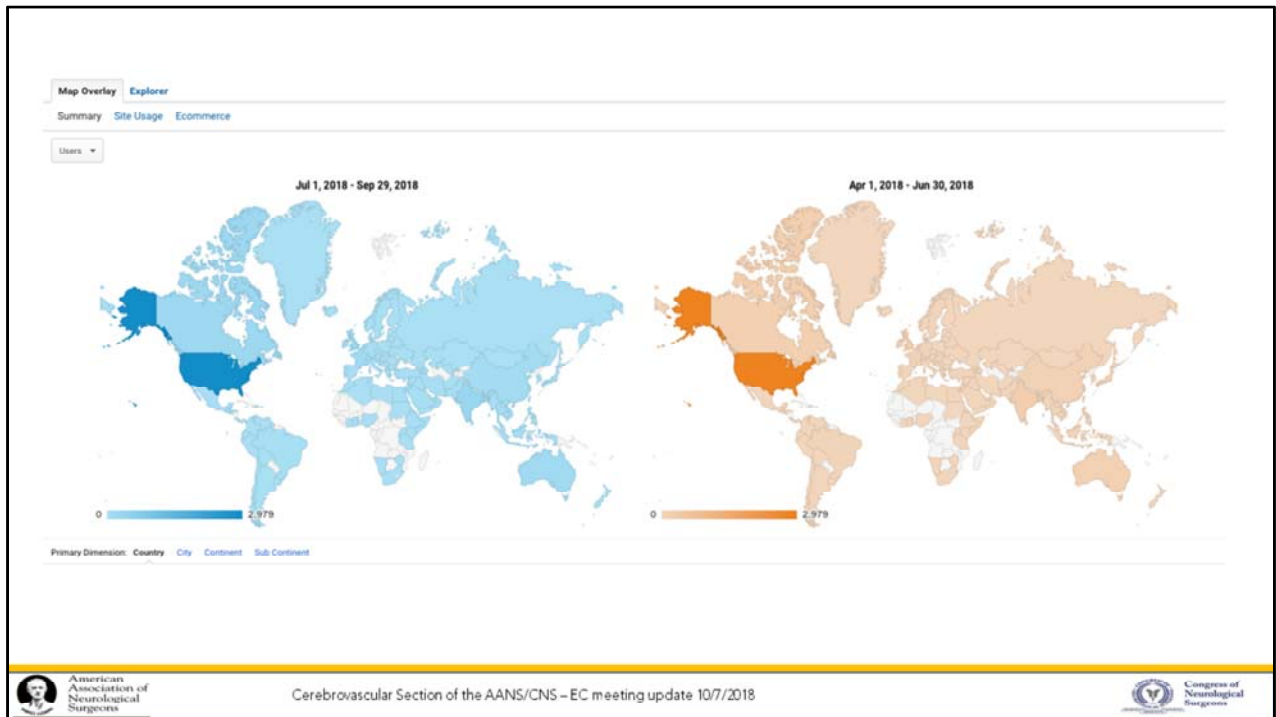 Map Overlay Explorer
Summary Site Usage Ecommerce
Users
Jul 1, 2018 - Sep 29, 2018
Apr 1, 2018 - Jun 30, 2018
0 2,979
0 2,979
Primary Dimension: Country City Continent Sub Continent
American
Association of
Neurological
Surgeons
Cerebrovascular Section of the AANS/CNS – EC meeting update 10/7/2018
Congress of
Neurological
Surgeons